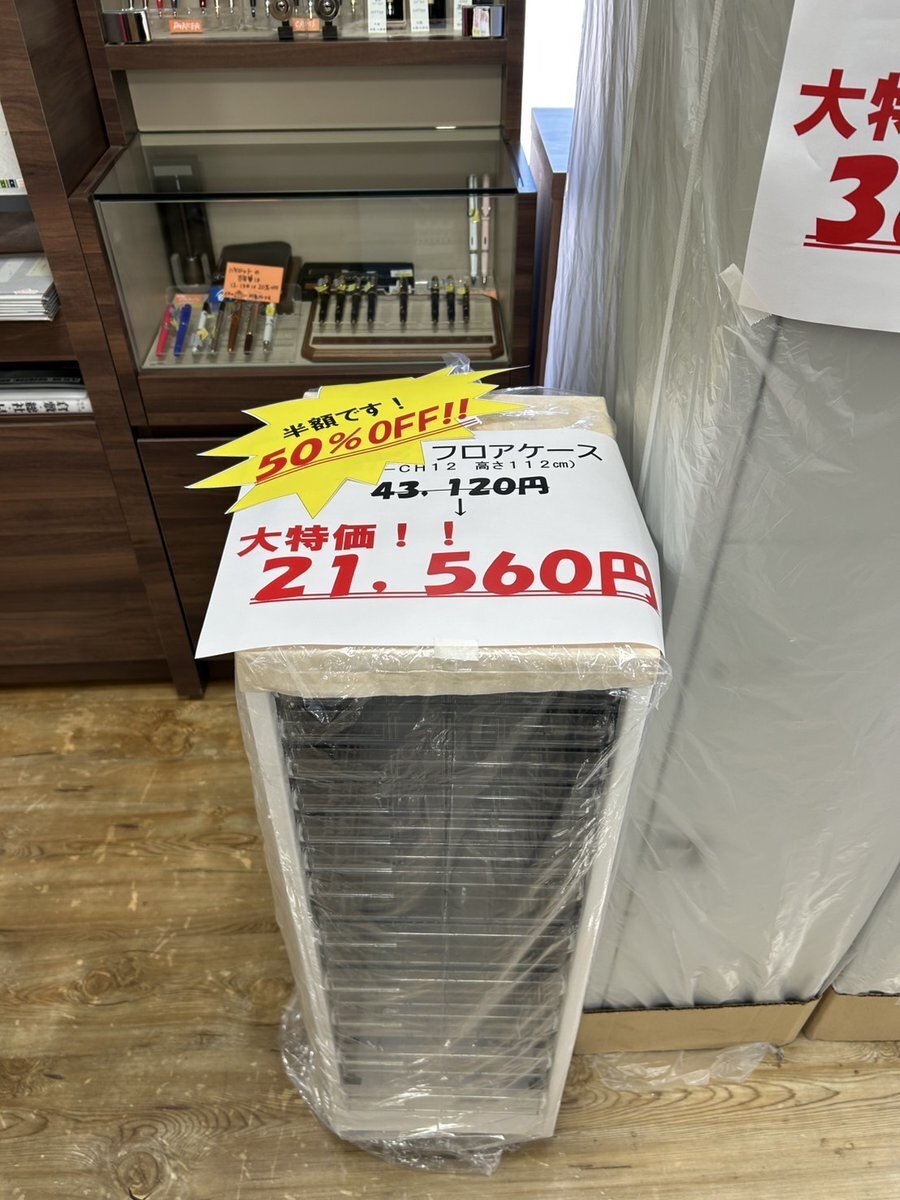 半額です！
50％OFF!!
フロアケース
-CH12 高さ112㎝)
43，120円
↓
大特価！！
21，560円
大特